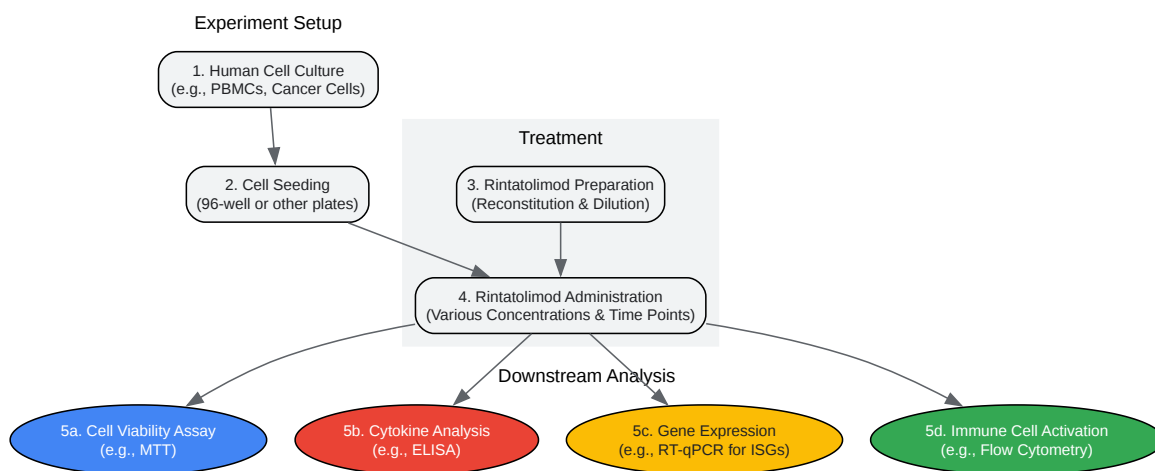 Experiment Setup
1. Human Cell Culture
(e.g., PBMCs, Cancer Cells)
Treatment
2. Cell Seeding
(96-well or other plates)
3. Rintatolimod Preparation
(Reconstitution & Dilution)
4. Rintatolimod Administration
(Various Concentrations & Time Points)
Downstream Analysis
5a. Cell Viability Assay
(e.g., MTT)
5b. Cytokine Analysis
(e.g., ELISA)
5c. Gene Expression
(e.g., RT-qPCR for ISGs)
5d. Immune Cell Activation
(e.g., Flow Cytometry)